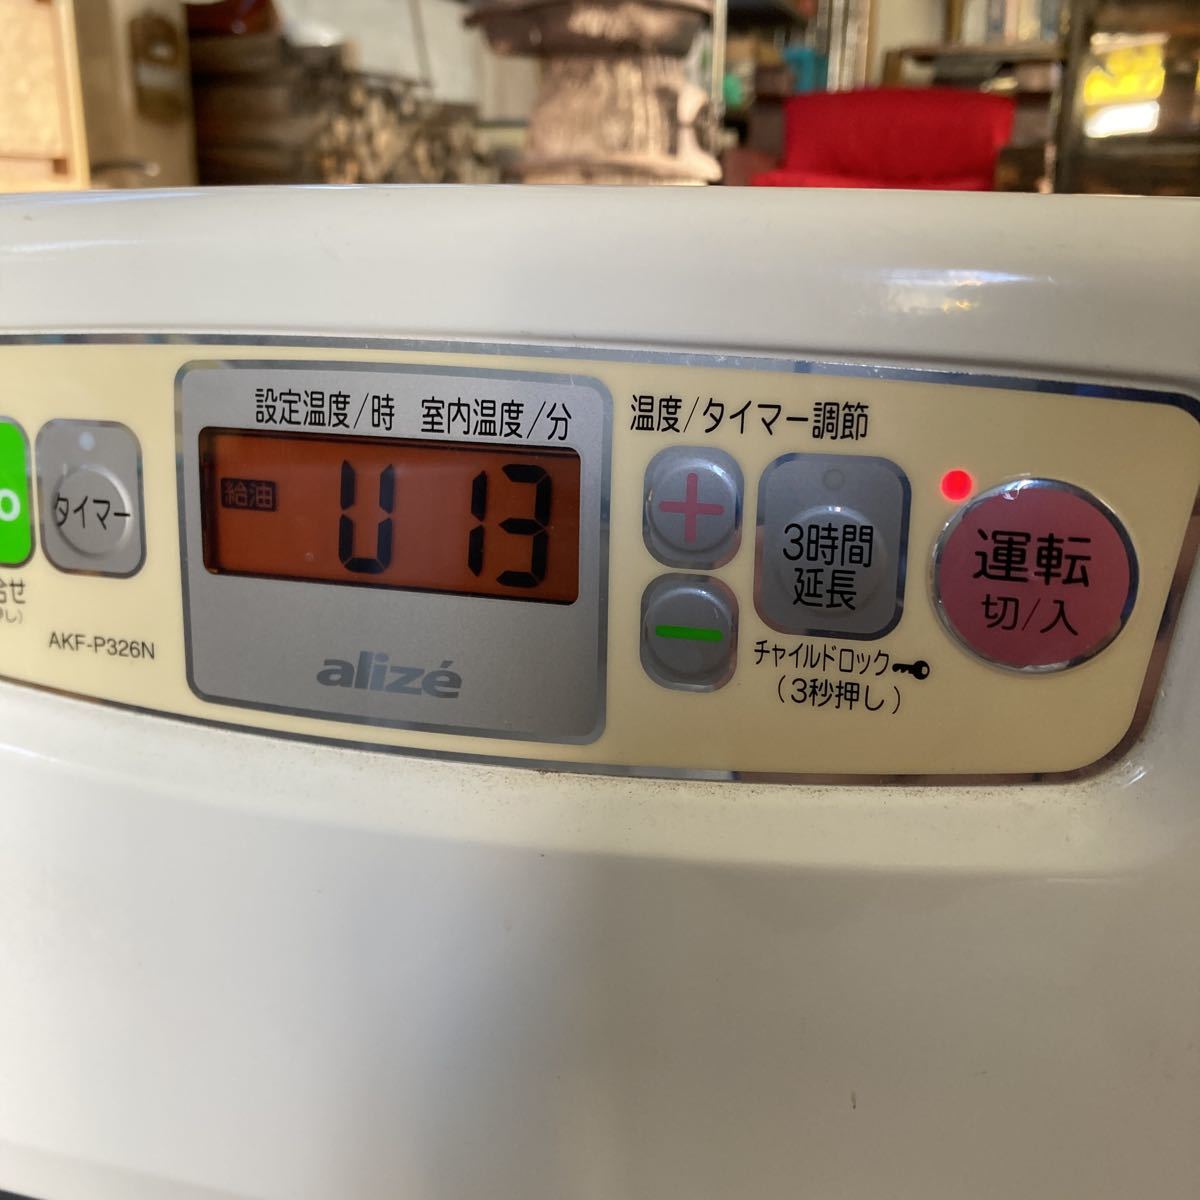 設定温度/時 室内温度/分
給油 U 13
alizé
AKF-P326N
タイマー
温度/タイマー調節
3時間
延長
チャイルドロック
(3秒押し)
運転
切/入